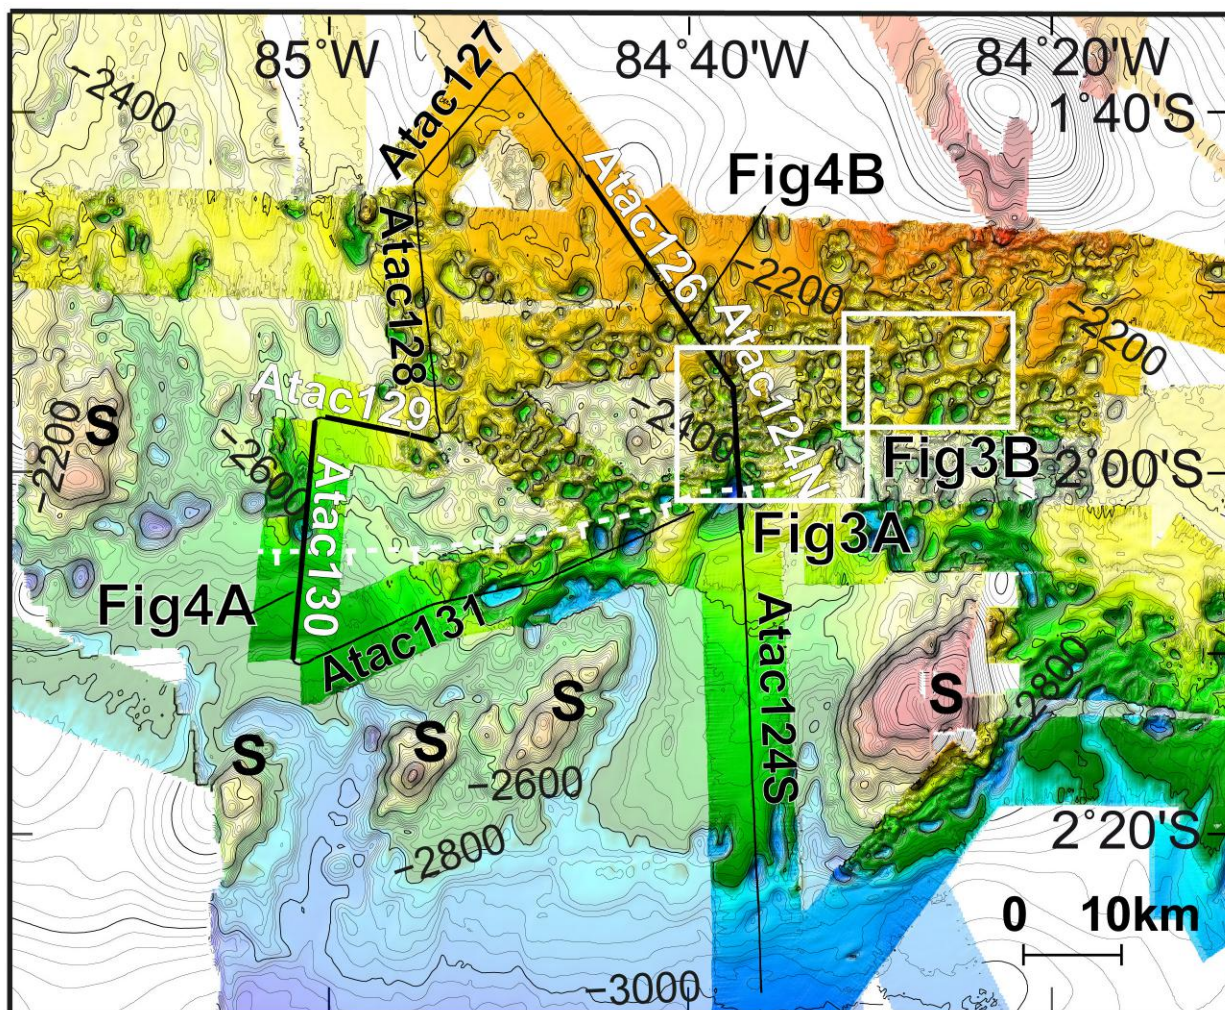 85°W
84°40'W
84°20'W
1°40'S
−2400
Atac127
Atac126
Fig4B
Atac128
−2200
−2200
Atac124N
Atac129
−2400
Fig3B
2°00'S
−2200
S
−2600
Atac130
Fig3A
Fig4A
Atac131
Atac124S
−2800
S
S
S
S
−2600
−2800
2°20'S
0 10km
−3000